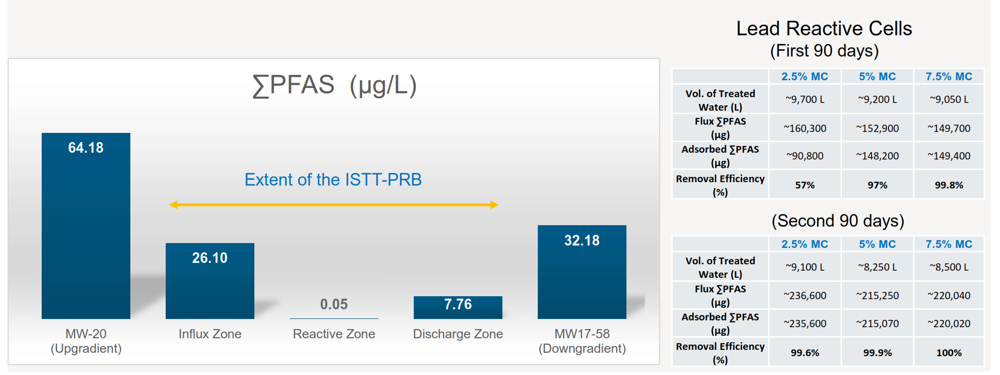 ∑PFAS (µg/L)
64.18
Extent of the ISTT-PRB
26.10
0.05
7.76
32.18
MW-20
(Upgradient)
Influx Zone
Reactive Zone
Discharge Zone
MW17-58
(Downgradient)
Lead Reactive Cells
(First 90 days)
2.5% MC 5% MC 7.5% MC
Vol. of Treated
Water (L)
~9,700 L ~9,200 L ~9,050 L
Flux ∑PFAS
(µg)
~160,300 ~152,900 ~149,700
Adsorbed ∑PFAS
(µg)
~90,800 ~148,200 ~149,400
Removal Efficiency
(%)
57% 97% 99.8%
(Second 90 days)
2.5% MC 5% MC 7.5% MC
Vol. of Treated
Water (L)
~9,100 L ~8,250 L ~8,500 L
Flux ∑PFAS
(µg)
~236,600 ~215,250 ~220,040
Adsorbed ∑PFAS
(µg)
~235,600 ~215,070 ~220,020
Removal Efficiency
(%)
99.6% 99.9% 100%